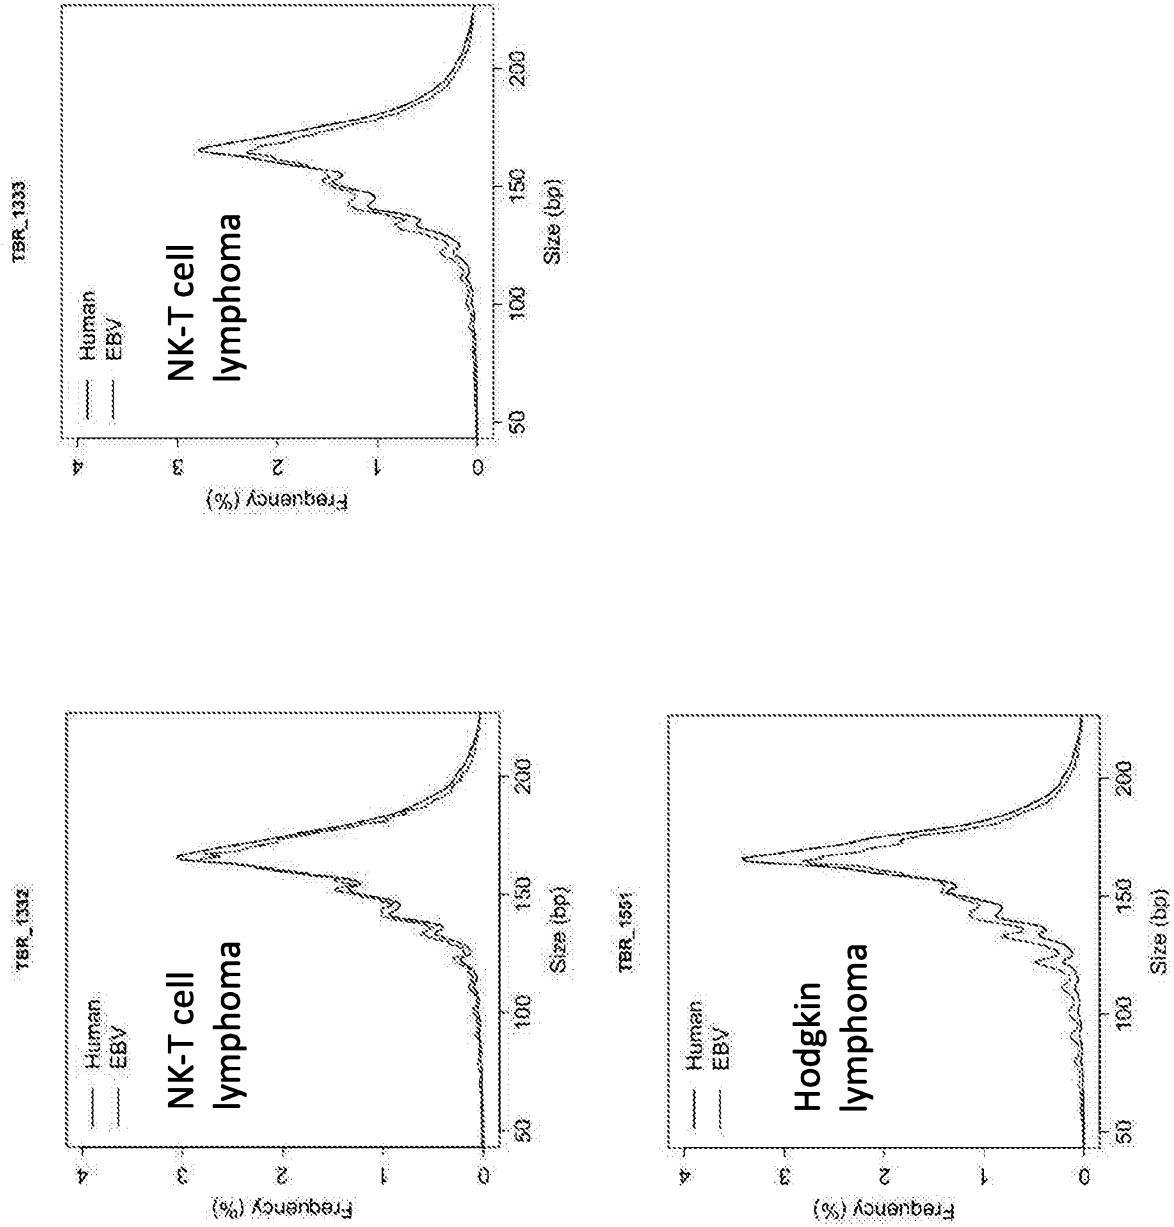 TBR_1332
Human
EBV
NK-T cell
lymphoma
Frequency (%)
4
3
2
1
0
50
100
150
200
Size (bp)
TBR_1333
Human
EBV
NK-T cell
lymphoma
Frequency (%)
4
3
2
1
0
50
100
150
200
Size (bp)
TBR_1551
Human
EBV
Hodgkin
lymphoma
Frequency (%)
4
3
2
1
0
50
100
150
200
Size (bp)